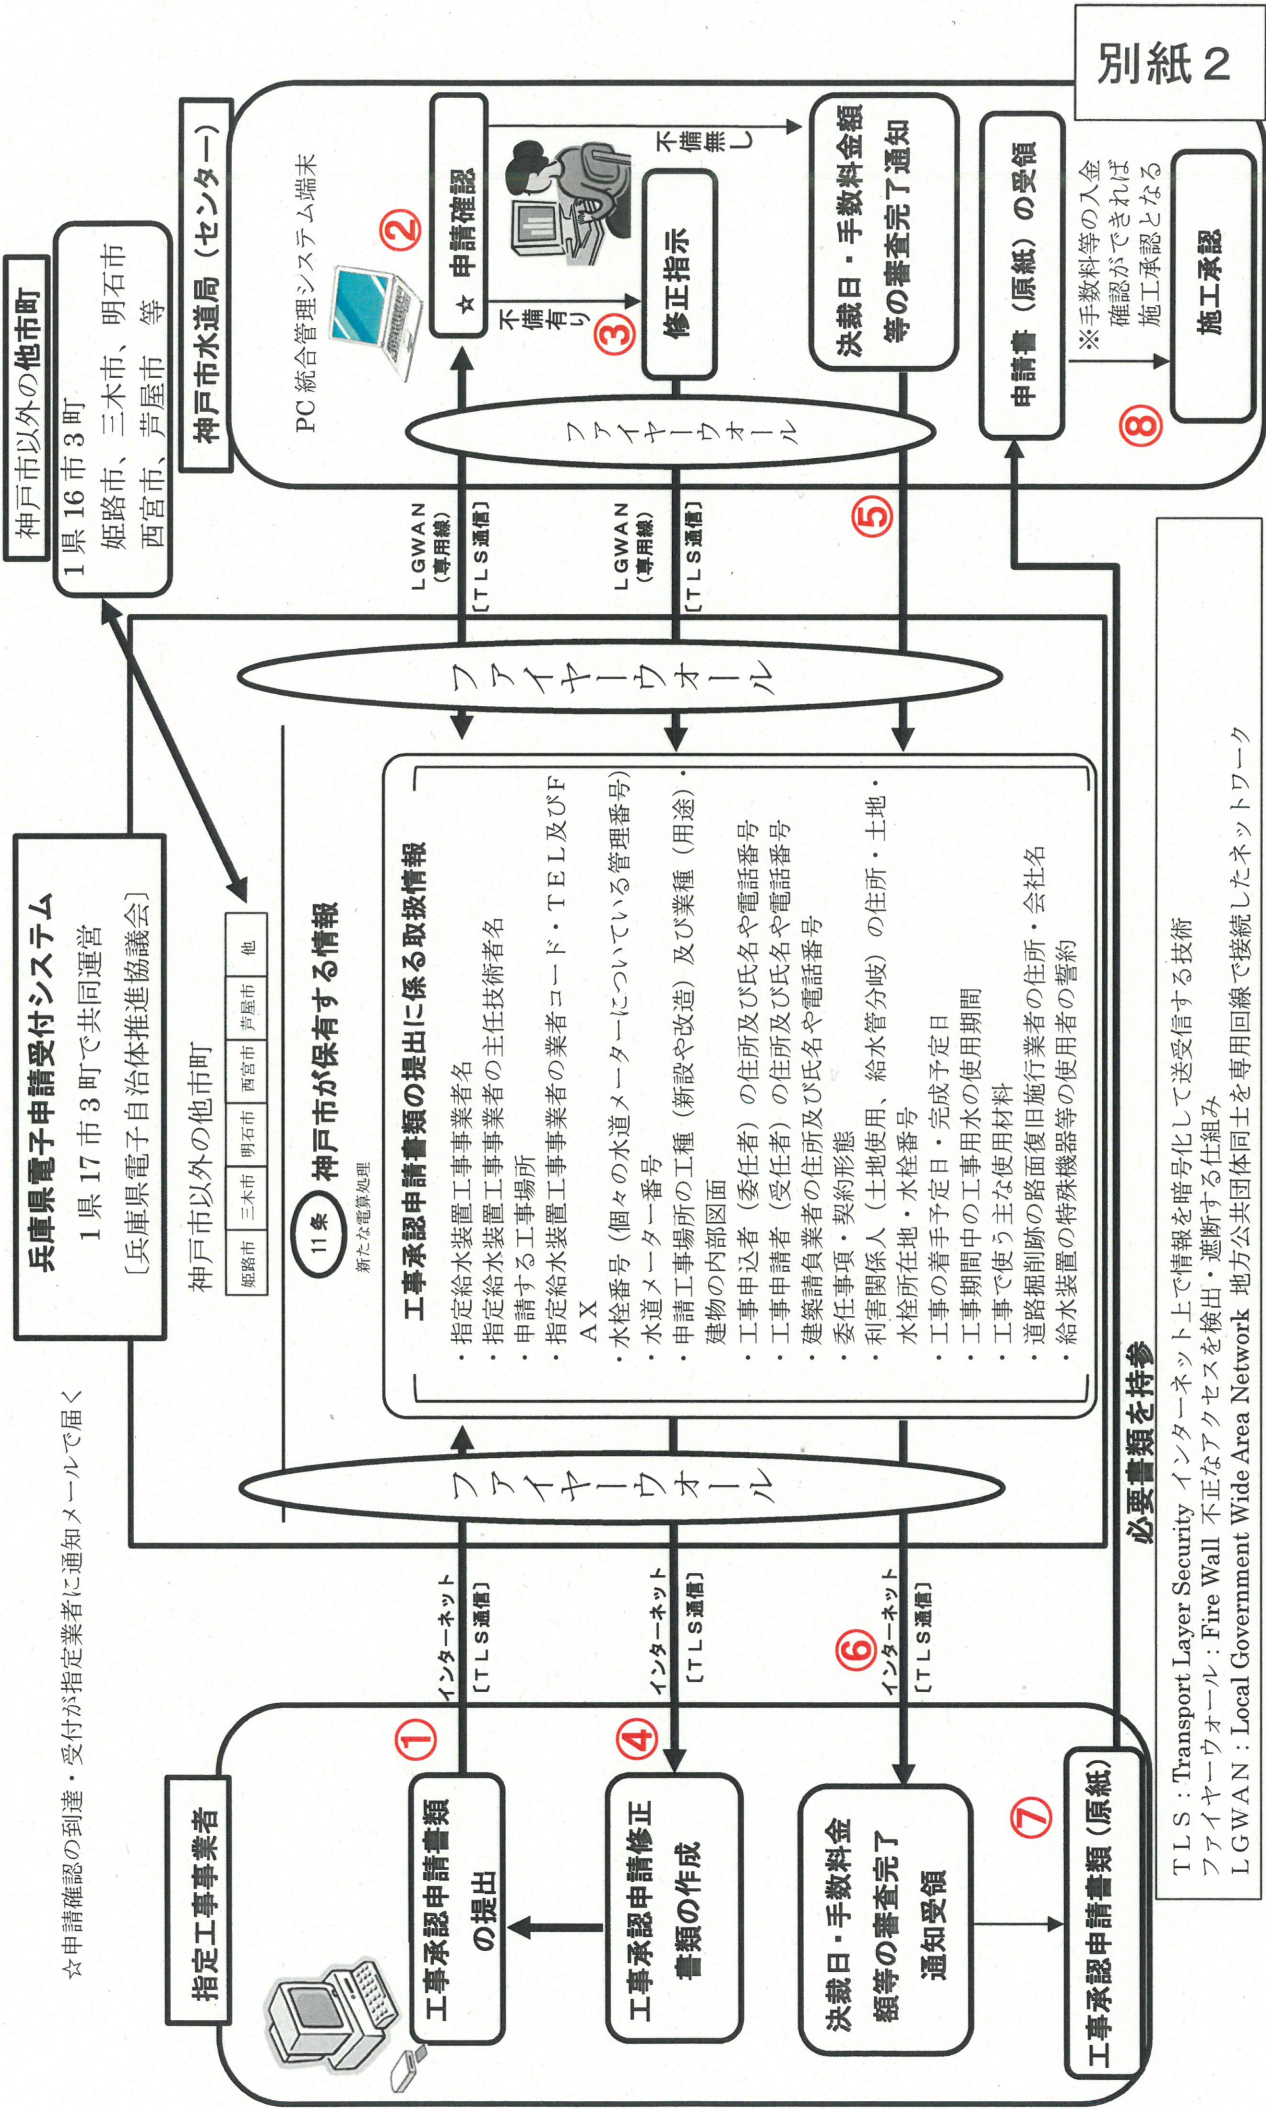 別紙２
☆申請確認の到達・受付が指定業者に通知メールで届く
兵庫県電子申請受付システム
1県17市3町で共同運営
［兵庫県電子自治体推進協議会］
神戸市以外の他市町
1県16市3町
姫路市、三木市、明石市
西宮市、芦屋市　等
指定工事事業者
①
工事承認申請書類
の提出
④
工事承認申請修正
書類の作成
決裁日・手数料金
額等の審査完了
通知受領
⑦
工事承認申請書類（原紙）
インターネット
［ＴＬＳ通信］
インターネット
［ＴＬＳ通信］
⑥
インターネット
［ＴＬＳ通信］
必要書類を持参
ファイヤーウォール
神戸市以外の他市町
姫路市
三木市
明石市
西宮市
芦屋市
他
11条
神戸市が保有する情報
新たな電算処理
工事承認申請書類の提出に係る取扱情報
・指定給水装置工事事業者名
・指定給水装置工事事業者の主任技術者名
・申請する工事場所
・指定給水装置工事事業者の業者コード・ＴＥＬ及びＦ
ＡＸ
・水栓番号（個々の水道メーターについている管理番号）
・水道メーター番号
・申請工事場所の工種（新設や改造）及び業種（用途）・
建物の内部図面
・工事申込者（委任者）の住所及び氏名や電話番号
・工事申請者（受任者）の住所及び氏名や電話番号
・建築請負業者の住所及び氏名や電話番号
・委任事項・契約形態
・利害関係人（土地使用、給水管分岐）の住所・土地・
水栓所在地・水栓番号
・工事の着手予定日・完成予定日
・工事期間中の工事用水の使用期間
・工事で使う主な使用材料
・道路掘削跡の路面復旧施行業者の住所・会社名
・給水装置の特殊機器等の使用者の誓約
ファイヤーウォール
ＬＧＷＡＮ
（専用線）
［ＴＬＳ通信］
ＬＧＷＡＮ
（専用線）
［ＴＬＳ通信］
⑤
神戸市水道局（センター）
PC統合管理システム端末
ファイヤーウォール
②
☆　申請確認
不備有り
不備無し
③
修正指示
決裁日・手数料金額
等の審査完了通知
申請書（原紙）の受領
※手数料等の入金
確認ができれば
施工承認となる
⑧
施工承認
ＴＬＳ：Transport Layer Security インターネット上で情報を暗号化して送受信する技術
ファイヤーウォール：Fire Wall 不正なアクセスを検出・遮断する仕組み
ＬＧＷＡＮ：Local Government Wide Area Network 地方公共団体同士を専用回線で接続したネットワーク